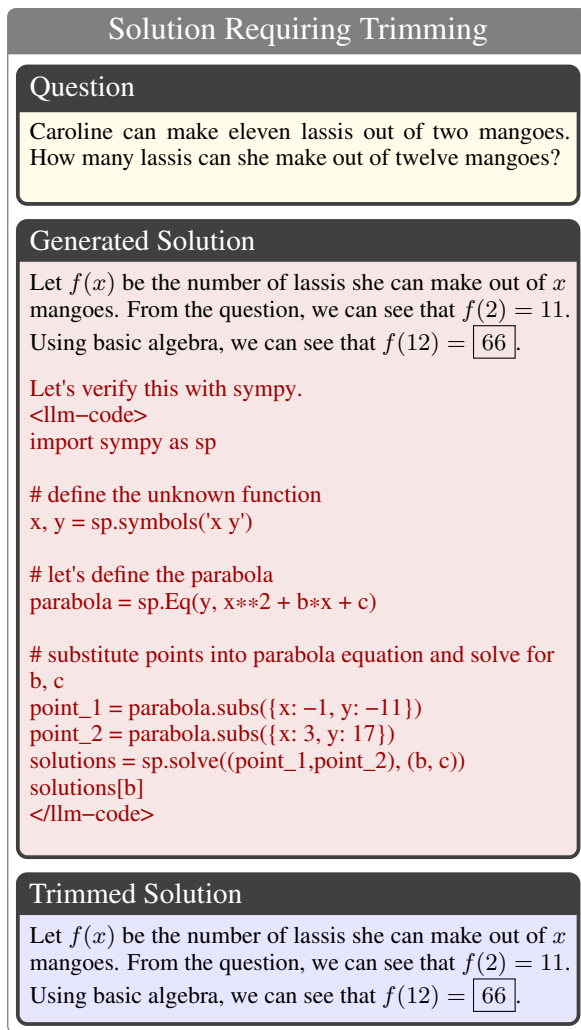 Solution Requiring Trimming
Question
Caroline can make eleven lassis out of two mangoes.
How many lassis can she make out of twelve mangoes?
Generated Solution
Let f(x) be the number of lassis she can make out of x
mangoes. From the question, we can see that f(2) = 11.
Using basic algebra, we can see that f(12) = 66.
Let's verify this with sympy.
<llm−code>
import sympy as sp
# define the unknown function
x, y = sp.symbols('x y')
# let's define the parabola
parabola = sp.Eq(y, x**2 + b*x + c)
# substitute points into parabola equation and solve for
b, c
point_1 = parabola.subs({x: −1, y: −11})
point_2 = parabola.subs({x: 3, y: 17})
solutions = sp.solve((point_1,point_2), (b, c))
solutions[b]
</llm−code>
Trimmed Solution
Let f(x) be the number of lassis she can make out of x
mangoes. From the question, we can see that f(2) = 11.
Using basic algebra, we can see that f(12) = 66.